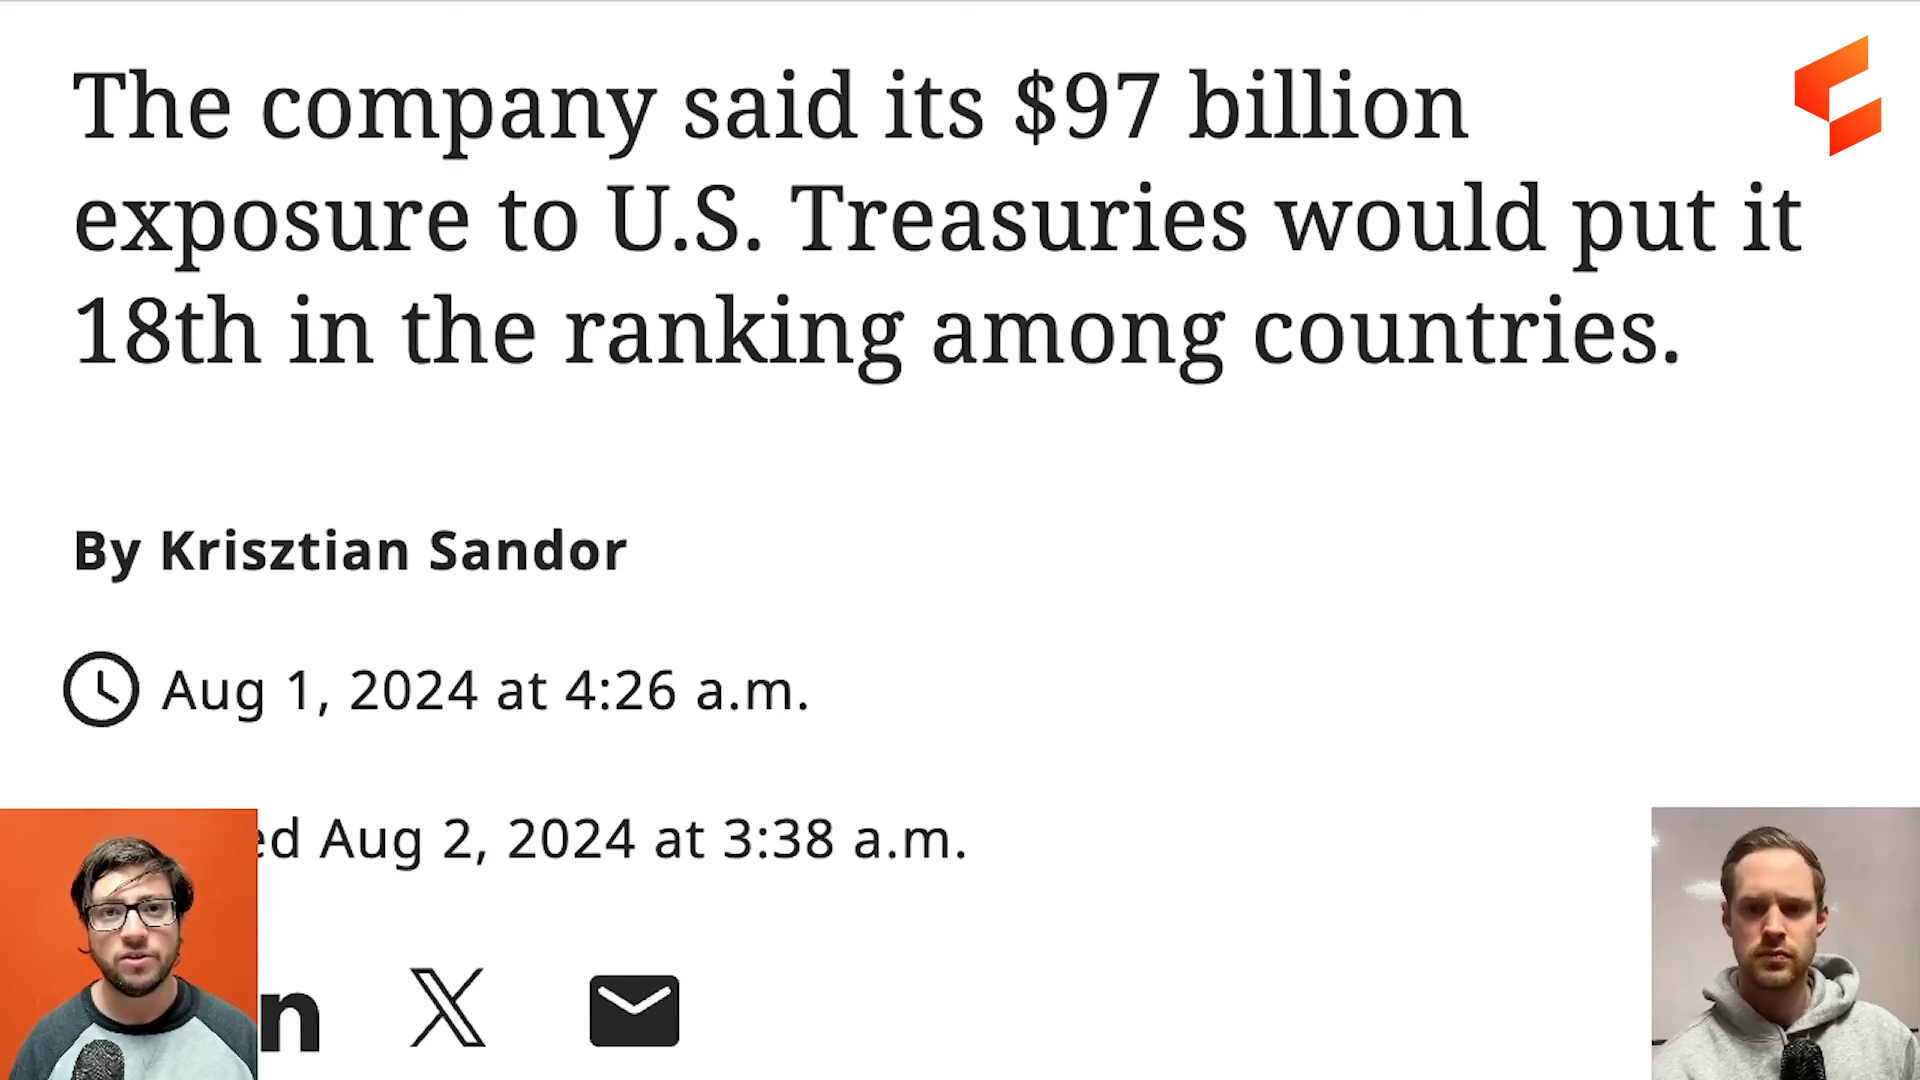 The company said its $97 billion
exposure to U.S. Treasuries would put it
18th in the ranking among countries.
By Krisztian Sandor
Aug 1, 2024 at 4:26 a.m.
Aug 2, 2024 at 3:38 a.m.